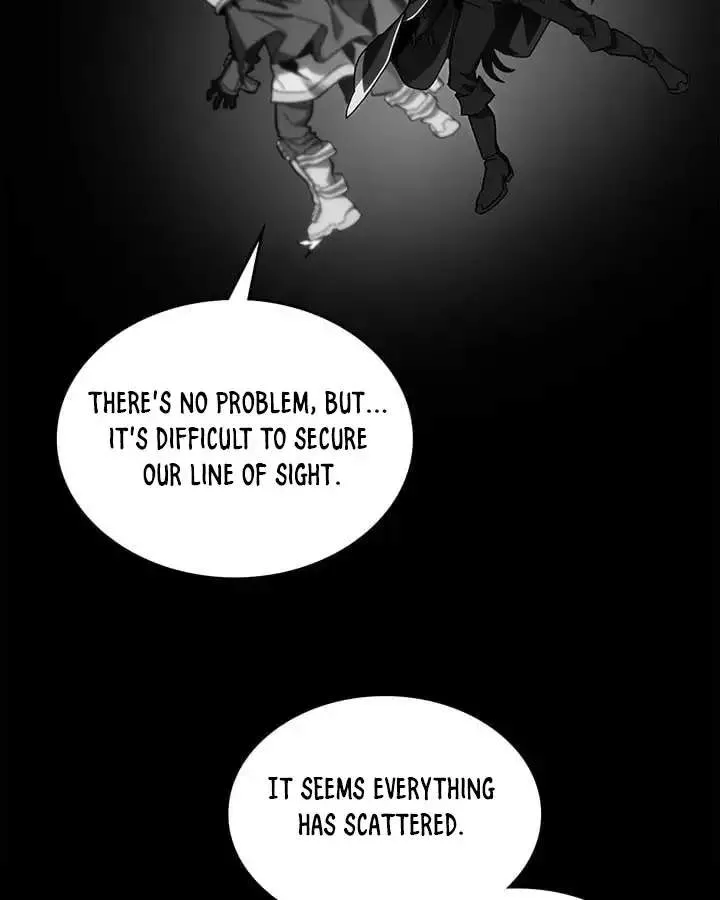 THERE'S NO PROBLEM, BUT...
IT'S DIFFICULT TO SECURE
OUR LINE OF SIGHT.
IT SEEMS EVERYTHING
HAS SCATTERED.